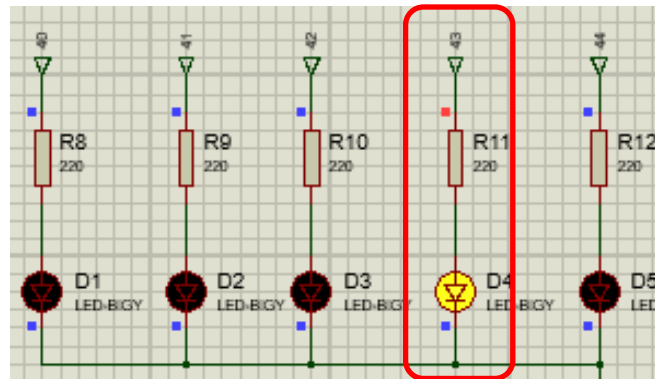 40 41 42 43 44
R8 R9 R10 R11 R12
220 220 220 220 220
D1 D2 D3 D4 D5
LED-BIGY LED-BIGY LED-BIGY LED-BIGY LED-B